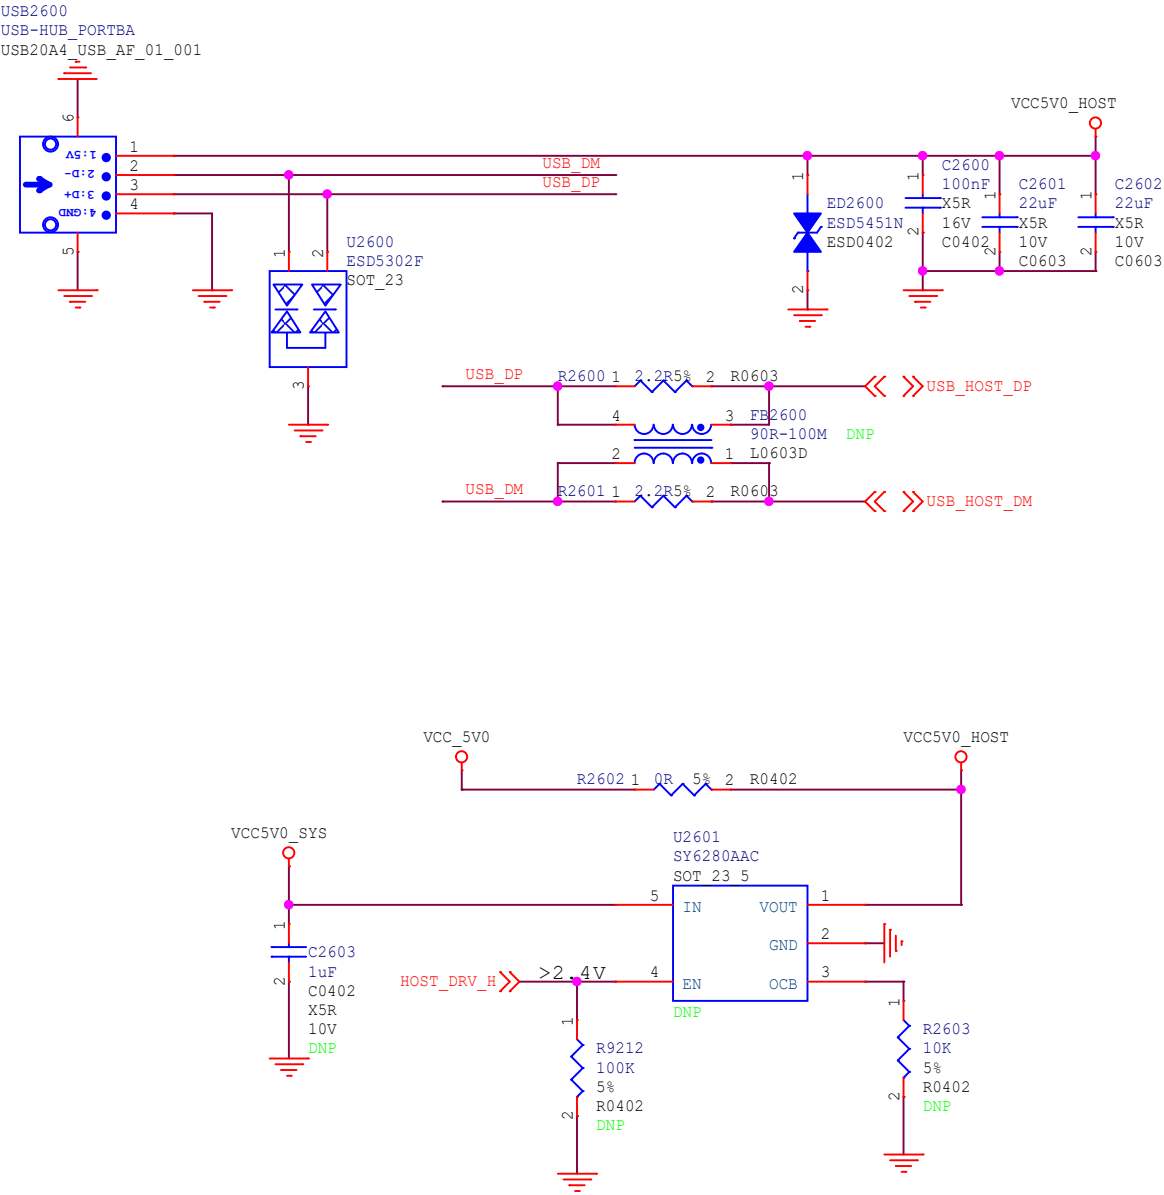 USB2600
USB-HUB_PORTBA
USB20A4_USB_AF_01_001
6
1:5V
2:D-
3:D+
4:GND
1
2
3
4
5
USB_DM
USB_DP
1
2
U2600
ESD5302F
SOT_23
3
VCC5V0_HOST
1
ED2600
ESD5451N
ESD0402
2
1
C2600
100nF
X5R
16V
C0402
2
1
C2601
22uF
X5R
10V
C0603
2
1
C2602
22uF
X5R
10V
C0603
2
USB_DP
R2600 1 2.2R5% 2 R0603
USB_HOST_DP
4 3 FB2600
90R-100M DNP
2 1 L0603D
USB_DM
R2601 1 2.2R5% 2 R0603
USB_HOST_DM
VCC_5V0
VCC5V0_HOST
R2602 1 0R 5% 2 R0402
VCC5V0_SYS
U2601
SY6280AAC
SOT_23_5
5 IN VOUT 1
GND 2
4 EN OCB 3
DNP
1
C2603
1uF
C0402
X5R
10V
DNP
2
HOST_DRV_H
>2.4V
1
R9212
100K
5%
R0402
DNP
2
1
R2603
10K
5%
R0402
DNP
2